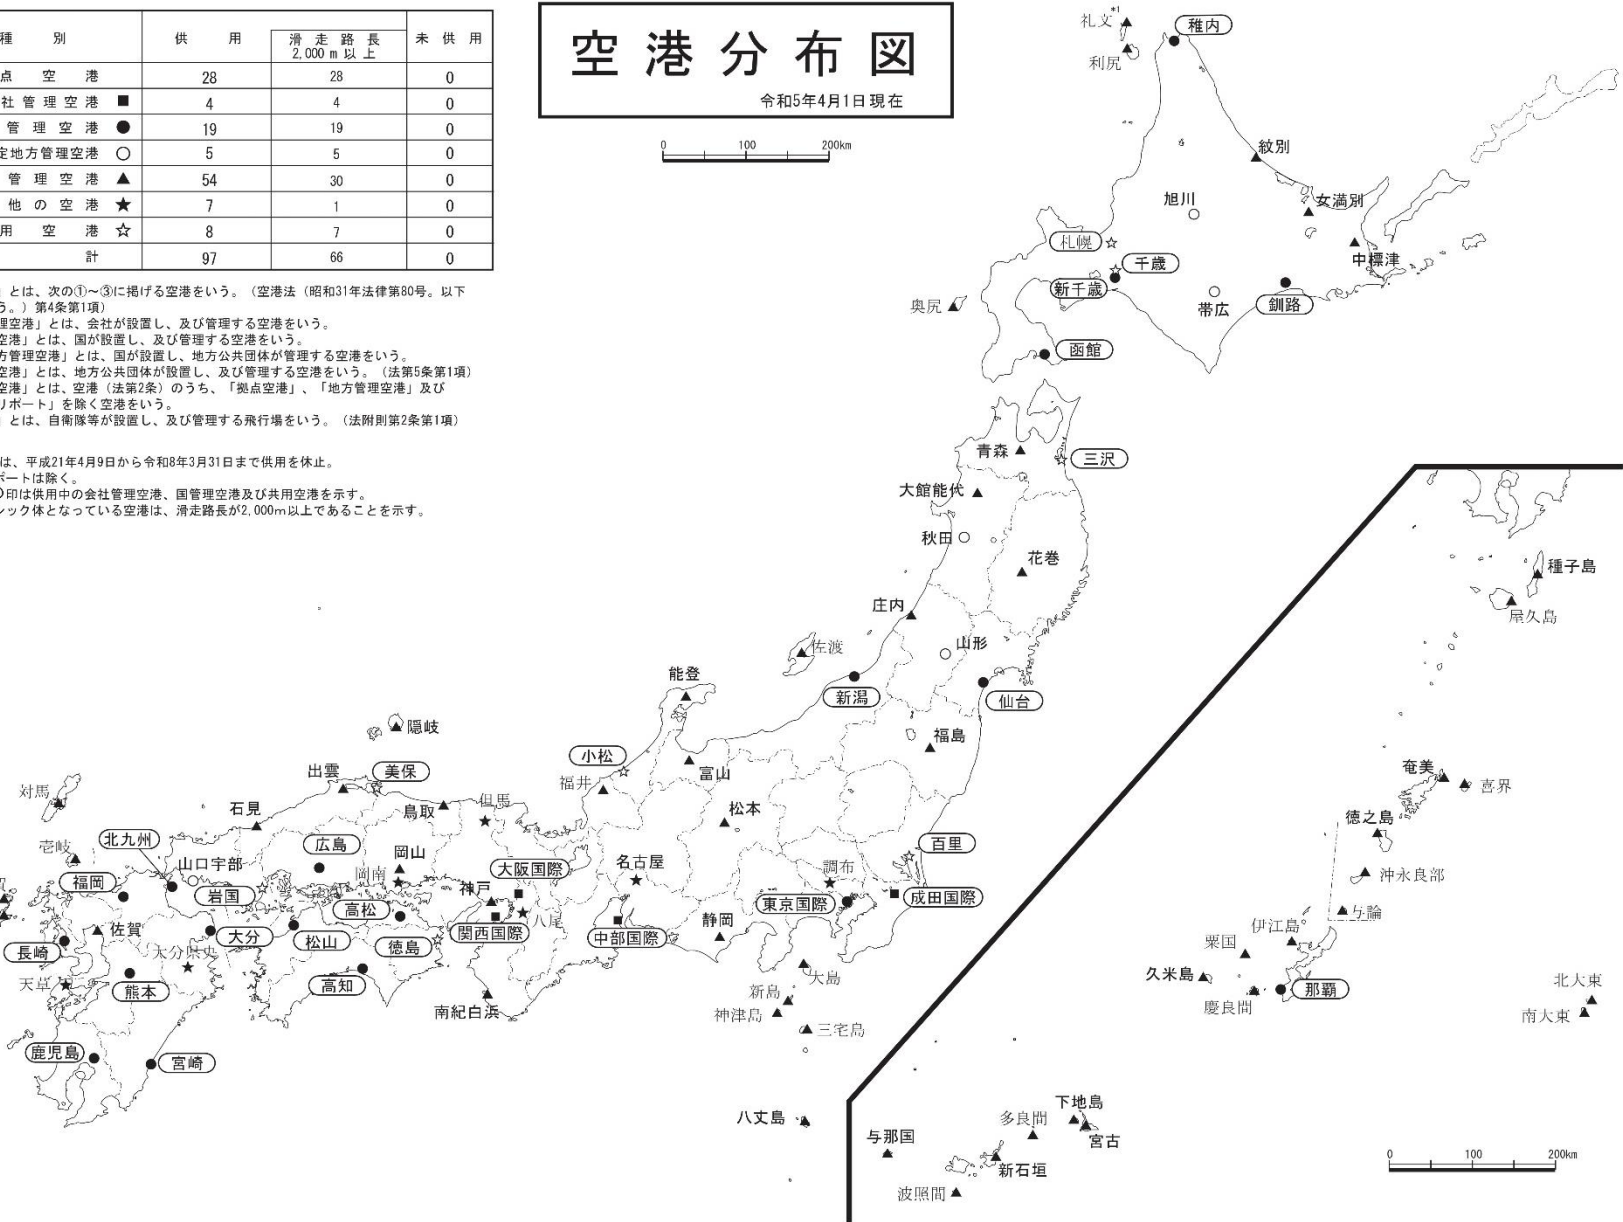 空港分布図
令和5年4月1日現在
0 100 200km
種別 供用 滑走路長 2,000m以上 未供用
点空港 28 28 0
社管理空港 ■ 4 4 0
管理空港 ● 19 19 0
定地方管理空港 ○ 5 5 0
管理空港 ▲ 54 30 0
他の空港 ★ 7 1 0
用空港 ☆ 8 7 0
計 97 66 0
」とは、次の①~③に掲げる空港をいう。(空港法(昭和31年法律第80号。以下
う。)第4条第1項)
理空港」とは、会社が設置し、及び管理する空港をいう。
空港」とは、国が設置し、及び管理する空港をいう。
方管理空港」とは、国が設置し、地方公共団体が管理する空港をいう。
空港」とは、地方公共団体が設置し、及び管理する空港をいう。(法第5条第1項)
空港」とは、空港(法第2条)のうち、「拠点空港」、「地方管理空港」及び
リポート」を除く空港をいう。
」とは、自衛隊等が設置し、及び管理する飛行場をいう。(法附則第2条第1項)
は、平成21年4月9日から令和8年3月31日まで供用を休止。
ポートは除く。
印は供用中の会社管理空港、国管理空港及び共用空港を示す。
シック体となっている空港は、滑走路長が2,000m以上であることを示す。
礼文*1
稚内
利尻
紋別
旭川
女満別
札幌
中標津
千歳
新千歳
奥尻
帯広
釧路
函館
青森
三沢
大館能代
秋田
花巻
庄内
山形
佐渡
新潟
仙台
能登
福島
隠岐
小松
富山
福井
出雲
美保
対馬
鳥取
但馬
石見
松本
北九州
広島
壱岐
山口宇部
岡山
岡南
大阪国際
名古屋
調布
百里
福岡
岩国
高松
神戸
八尾
東京国際
成田国際
佐賀
大分
松山
徳島
関西国際
中部国際
静岡
長崎
大分県央
天草
熊本
高知
南紀白浜
大島
新島
神津島
三宅島
鹿児島
宮崎
八丈島
種子島
屋久島
奄美
喜界
徳之島
沖永良部
与論
伊江島
粟国
久米島
慶良間
那覇
北大東
南大東
下地島
多良間
宮古
与那国
新石垣
波照間
0 100 200km